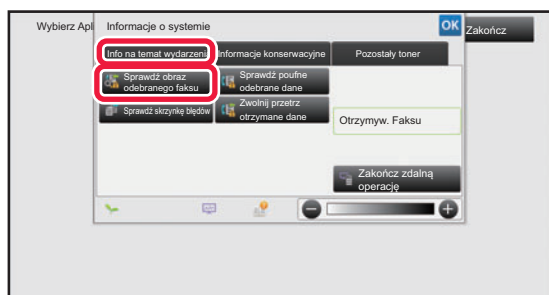 Wybierz Apl
Informacje o systemie
OK
Zakończ
Info na temat wydarzenia
Informacje konserwacyjne
Pozostały toner
Sprawdź obraz
odebranego faksu
Sprawdź poufne
odebrane dane
Sprawdź skrzynkę błędów
Zwolnij przetrz
otrzymane dane
Otrzymyw. Faksu
Zakończ zdalną
operację